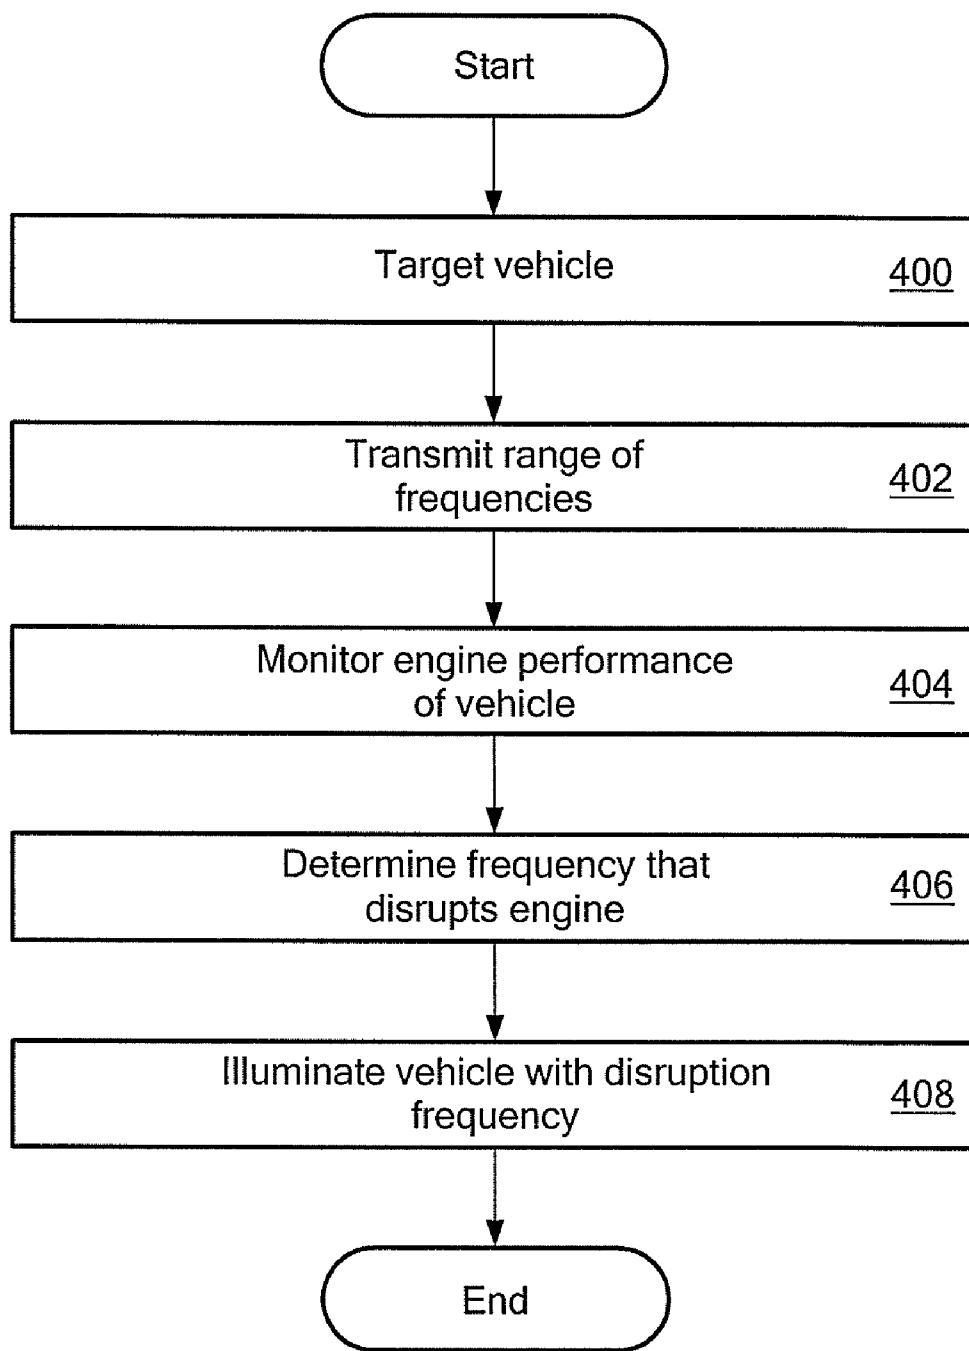 Start
Target vehicle
400
Transmit range of
frequencies
402
Monitor engine performance
of vehicle
404
Determine frequency that
disrupts engine
406
Illuminate vehicle with disruption
frequency
408
End